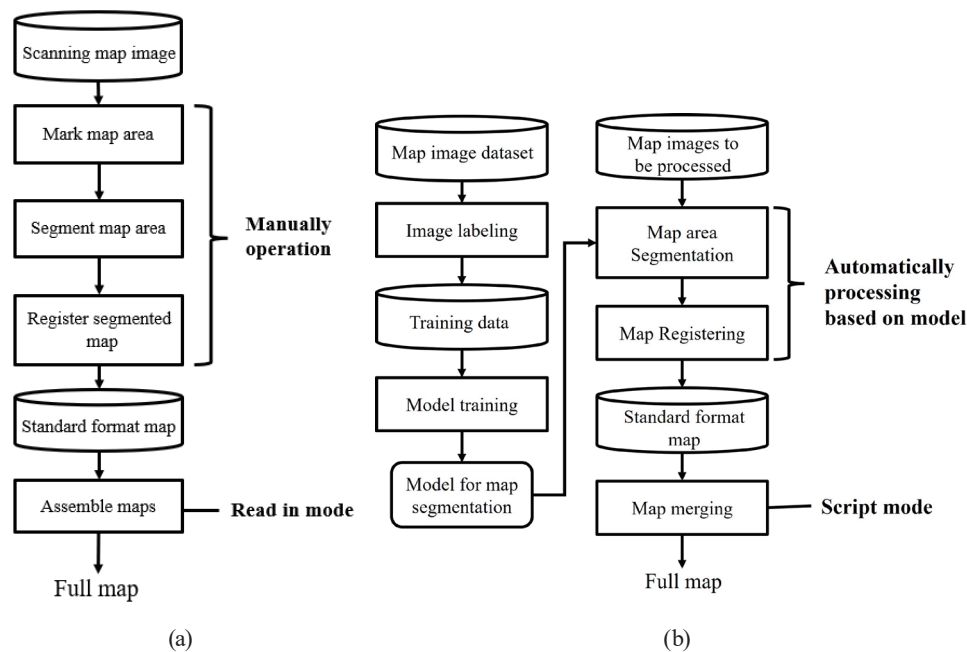 Scanning map image
Mark map area
Segment map area
Register segmented
map
Standard format map
Assemble maps
Full map
Manually
operation
Read in mode
(a)
Map image dataset
Image labeling
Training data
Model training
Model for map
segmentation
Map images to
be processed
Map area
Segmentation
Map Registering
Standard format
map
Map merging
Full map
Automatically
processing
based on model
Script mode
(b)